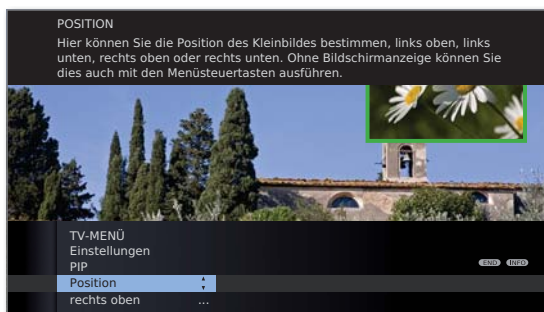 POSITION
Hier können Sie die Position des Kleinbildes bestimmen, links oben, links
unten, rechts oben oder rechts unten. Ohne Bildschirmanzeige können Sie
dies auch mit den Menüsteuertasten ausführen.
TV-MENÜ
Einstellungen
PIP
END INFO
Position
rechts oben ...